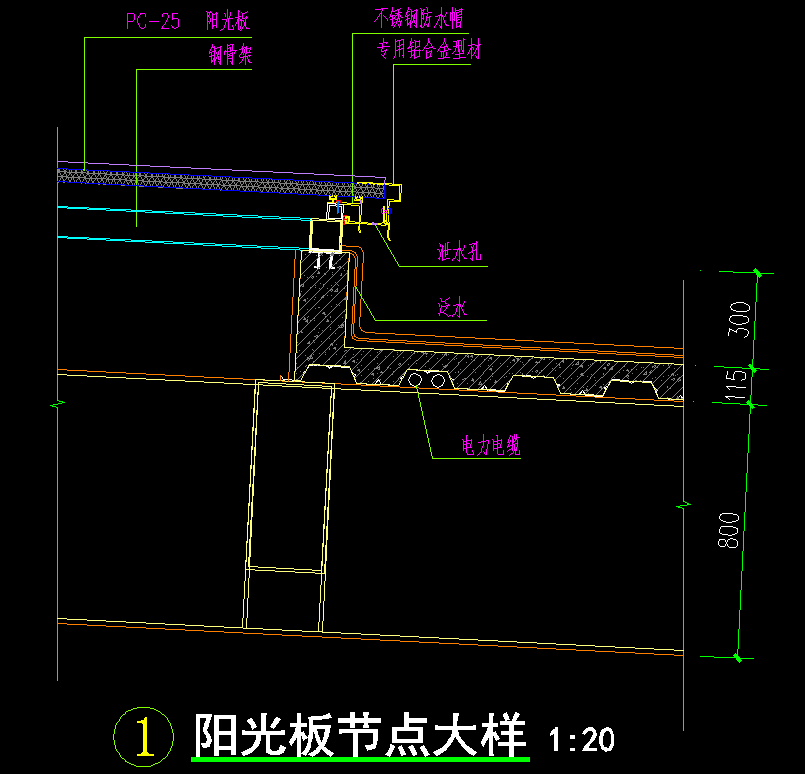 PC-25 阳光板
钢骨架
不锈钢防水帽
专用铝合金型材
泄水孔
泛水
300
115
电力电缆
800
1 阳光板节点大样 1:20